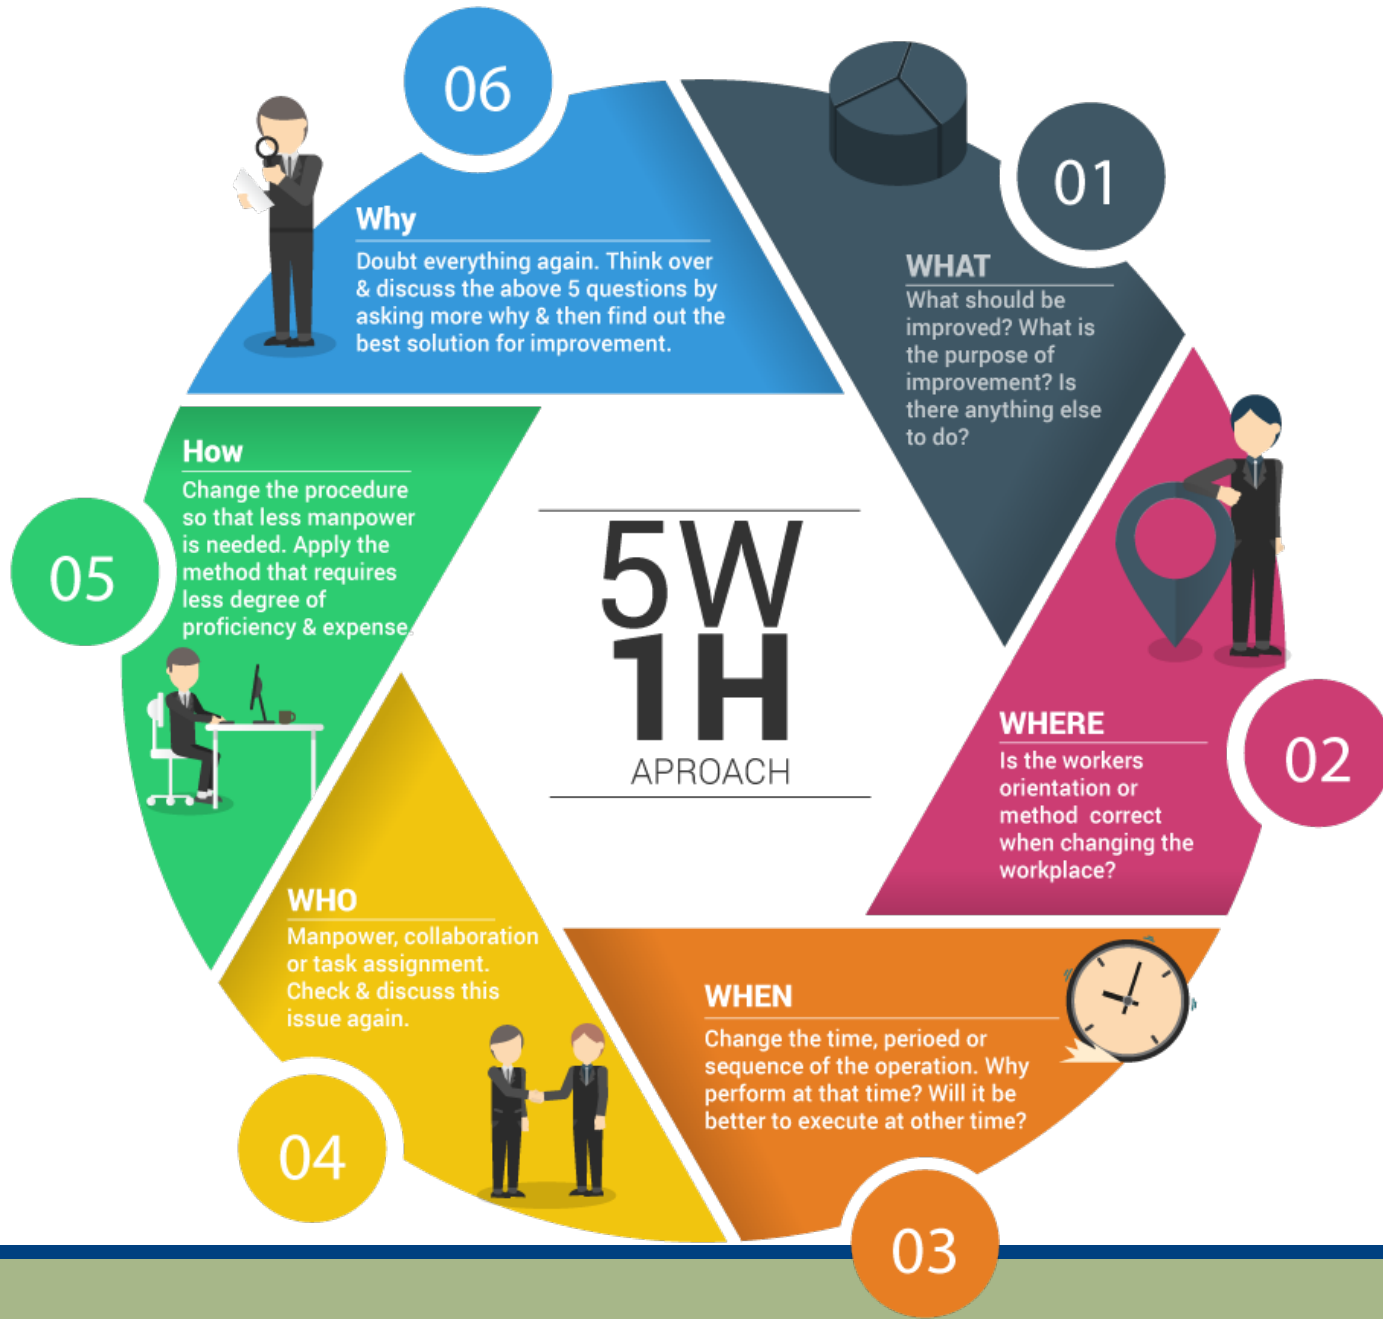 01
WHAT
What should be
improved? What is
the purpose of
improvement? Is
there anything else
to do?
02
WHERE
Is the workers
orientation or
method correct
when changing the
workplace?
03
WHEN
Change the time, perioed or
sequence of the operation. Why
perform at that time? Will it be
better to execute at other time?
04
WHO
Manpower, collaboration
or task assignment.
Check & discuss this
issue again.
05
How
Change the procedure
so that less manpower
is needed. Apply the
method that requires
less degree of
proficiency & expense.
06
Why
Doubt everything again. Think over
& discuss the above 5 questions by
asking more why & then find out the
best solution for improvement.
5W
1H
APROACH